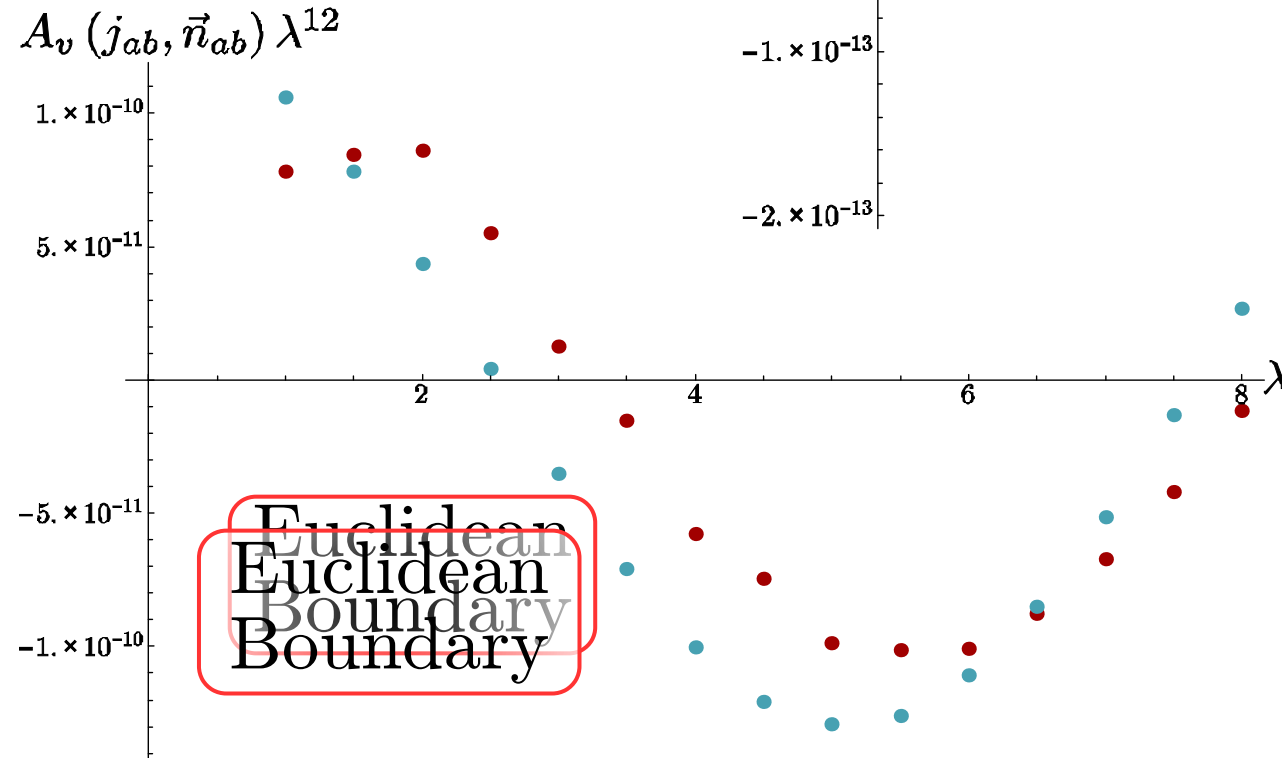 A_v (j_ab, n⃗_ab) λ^12
−1. × 10^−13
1. × 10^−10
−2. × 10^−13
5. × 10^−11
2 4 6 8 λ
−5. × 10^−11
Euclidean
Euclidean
Boundary
−1. × 10^−10
Boundary